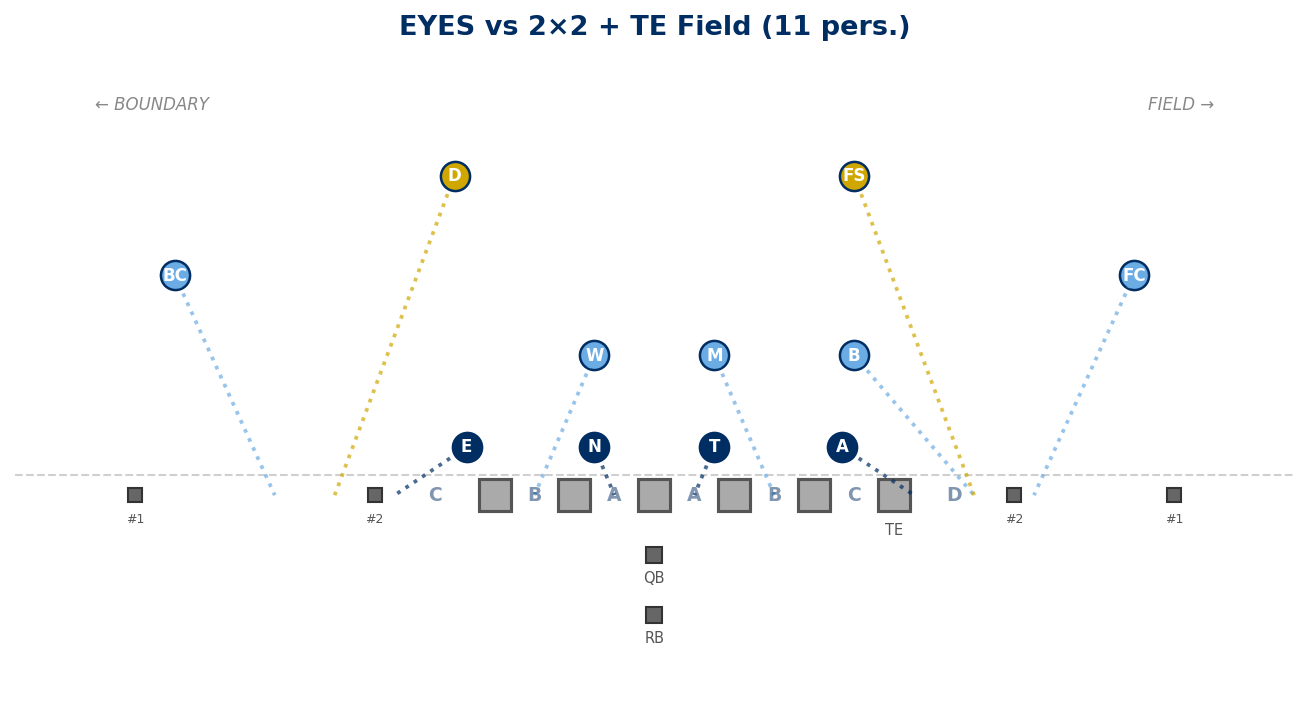 EYES vs 2×2 + TE Field (11 pers.)
← BOUNDARY
FIELD →
D
FS
BC
FC
W
M
B
E
N
T
A
C
B
A
A
B
C
D
#1
#2
TE
#2
#1
QB
RB